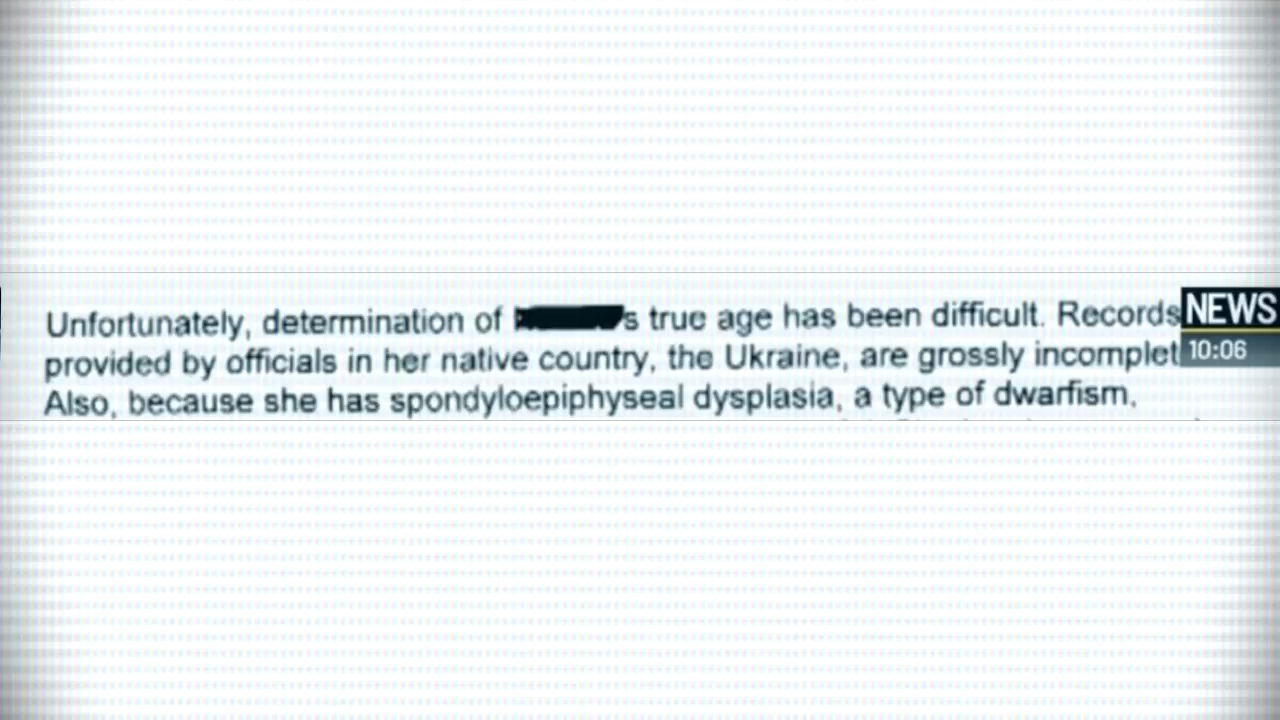 Unfortunately, determination of 's true age has been difficult. Records
provided by officials in her native country, the Ukraine, are grossly incomplet
Also, because she has spondyloepiphyseal dysplasia, a type of dwarfism,
NEWS
10:06